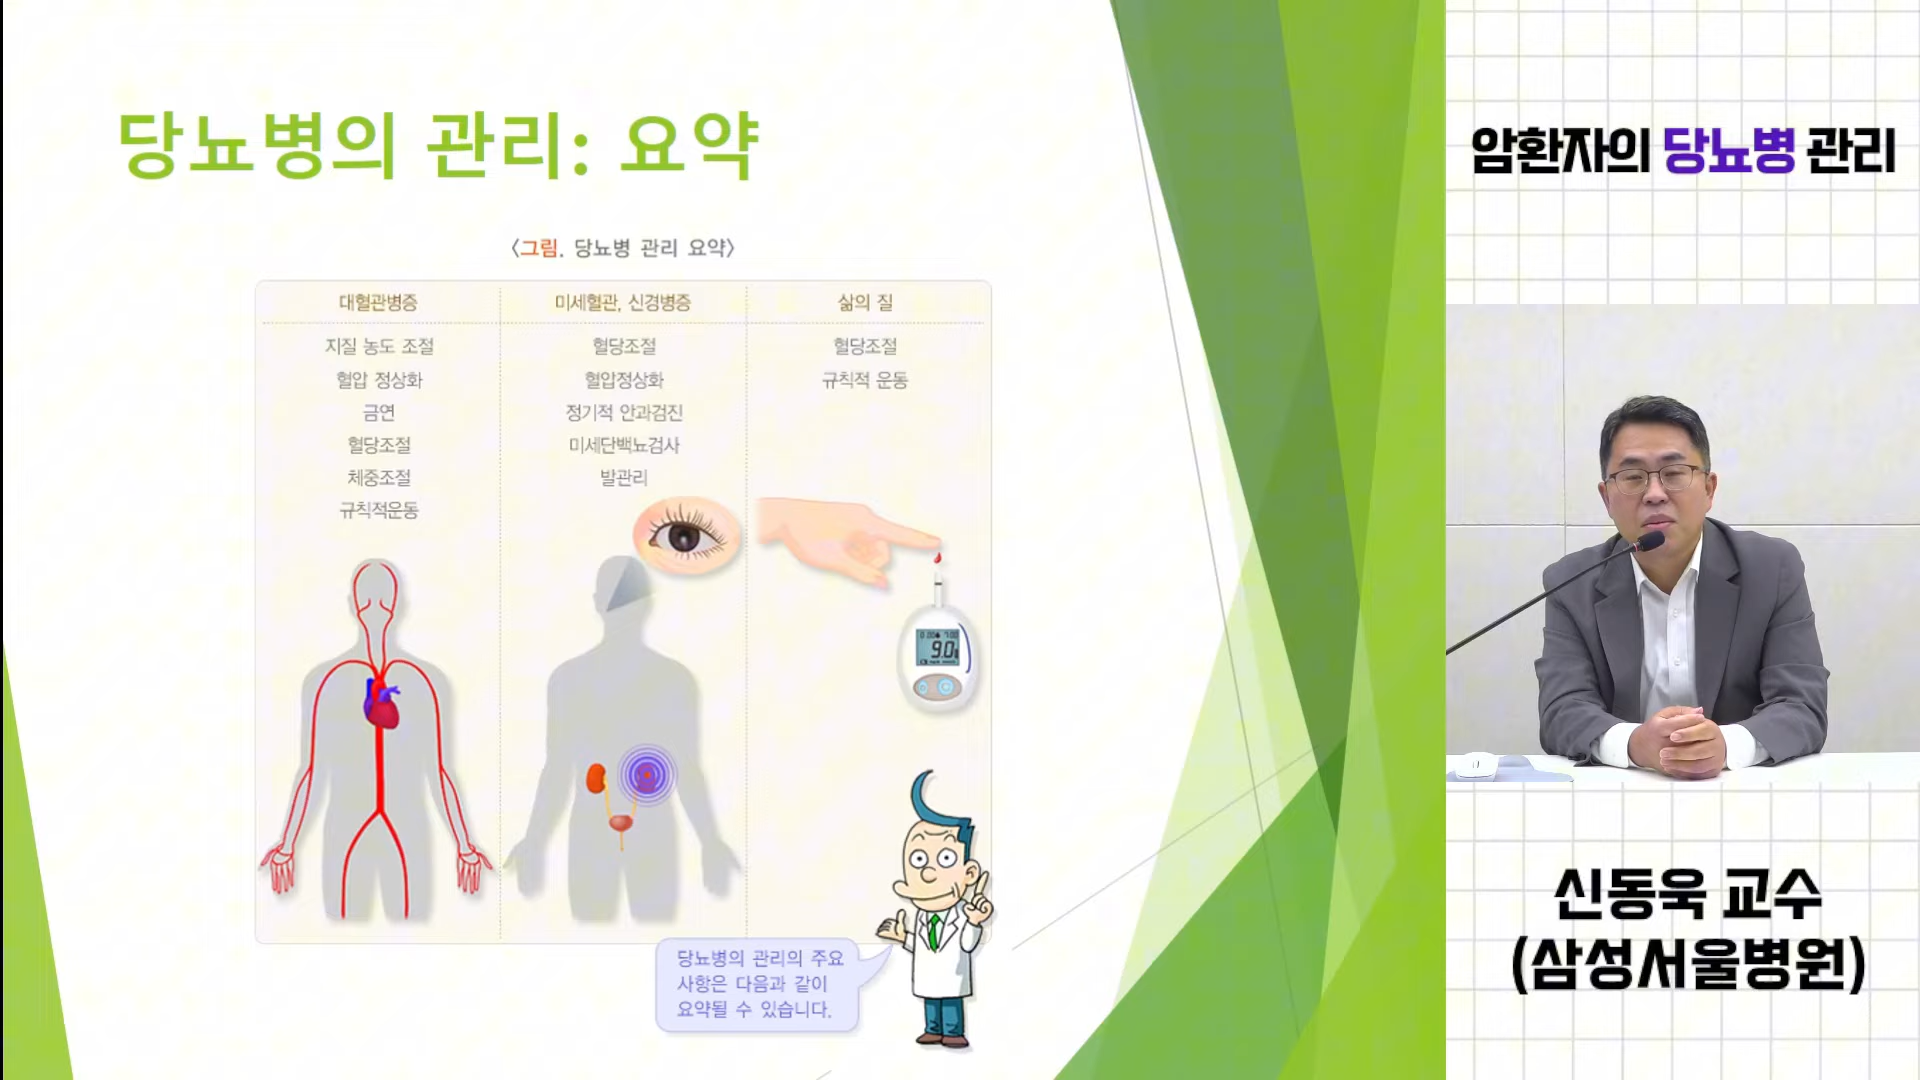 당뇨병의 관리: 요약
<그림. 당뇨병 관리 요약>
대혈관병증
지질 농도 조절
혈압 정상화
금연
혈당조절
체중조절
규칙적운동
미세혈관, 신경병증
혈당조절
혈압정상화
정기적 안과검진
미세단백뇨검사
발관리
삶의 질
혈당조절
규칙적 운동
9.0
당뇨병의 관리의 주요
사항은 다음과 같이
요약될 수 있습니다.
암환자의 당뇨병 관리
신동욱 교수
(삼성서울병원)